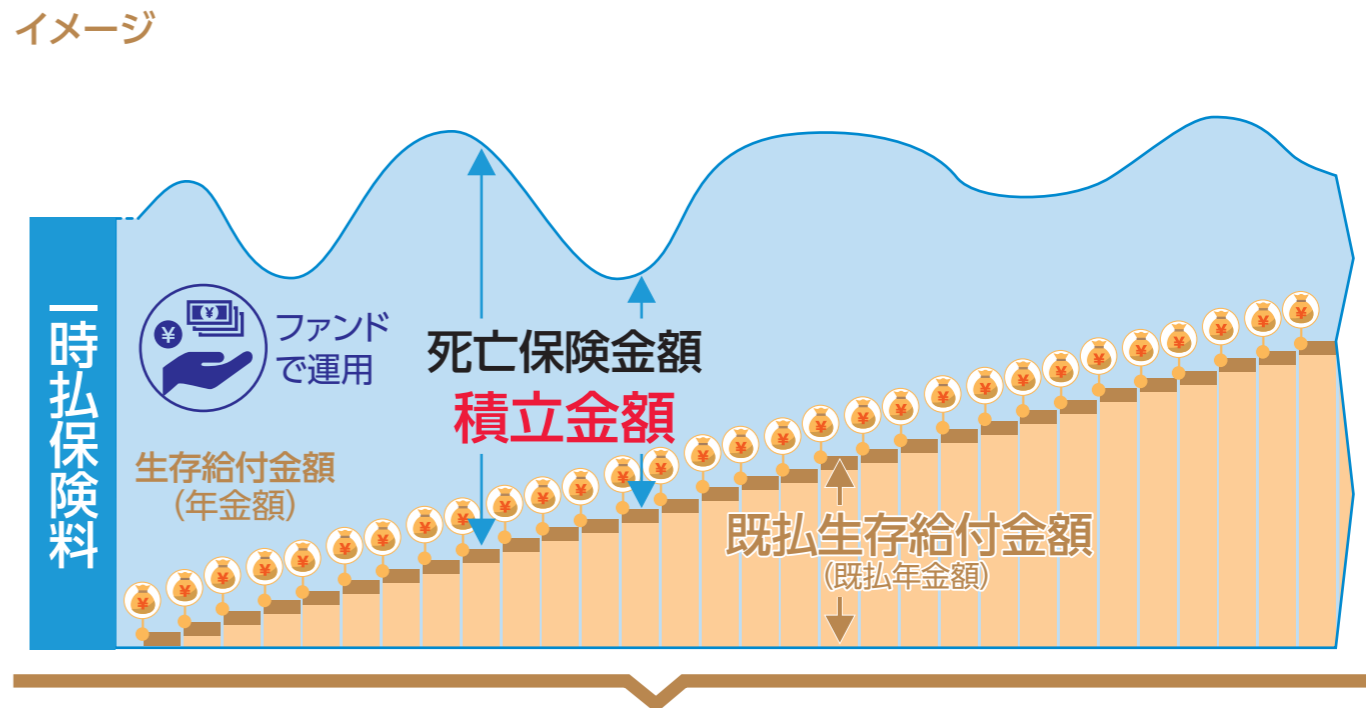 イメージ
一時払保険料
ファンド
で運用
死亡保険金額
積立金額
生存給付金額
（年金額）
既払生存給付金額
（既払年金額）